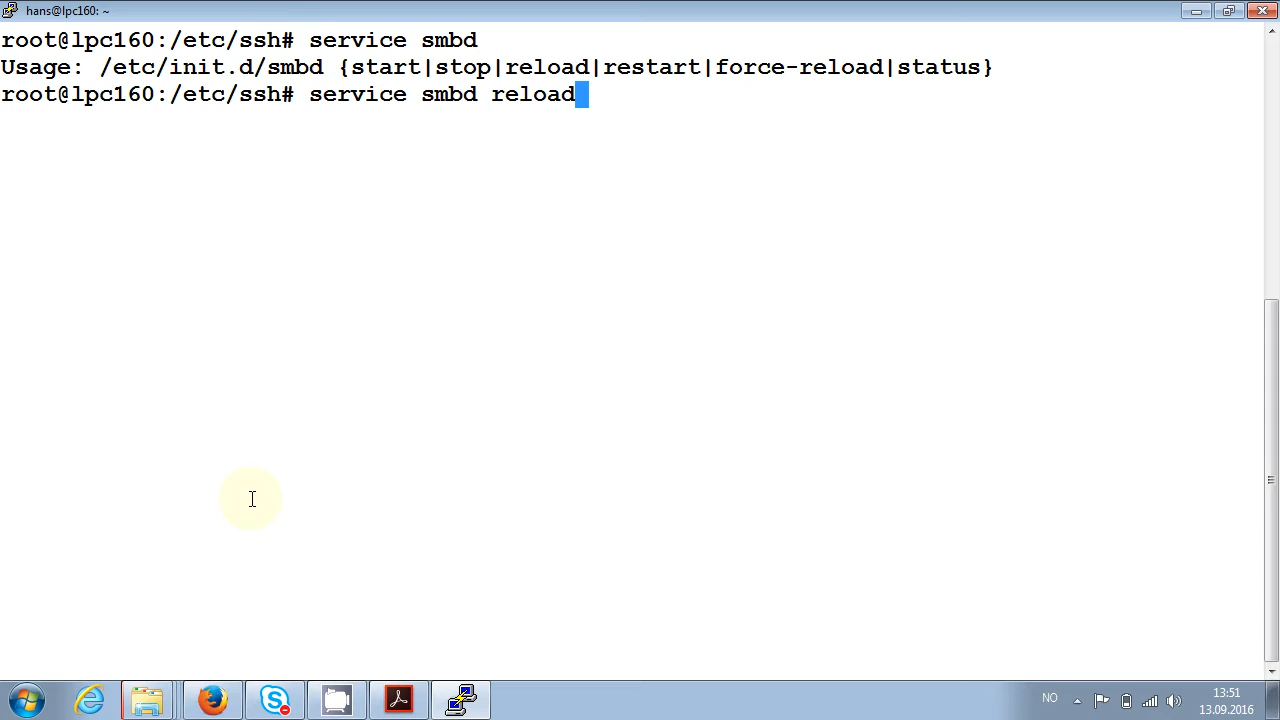 hans@lpc160: ~
root@lpc160:/etc/ssh# service smbd
Usage: /etc/init.d/smbd {start|stop|reload|restart|force-reload|status}
root@lpc160:/etc/ssh# service smbd reload
NO
13:51
13.09.2016